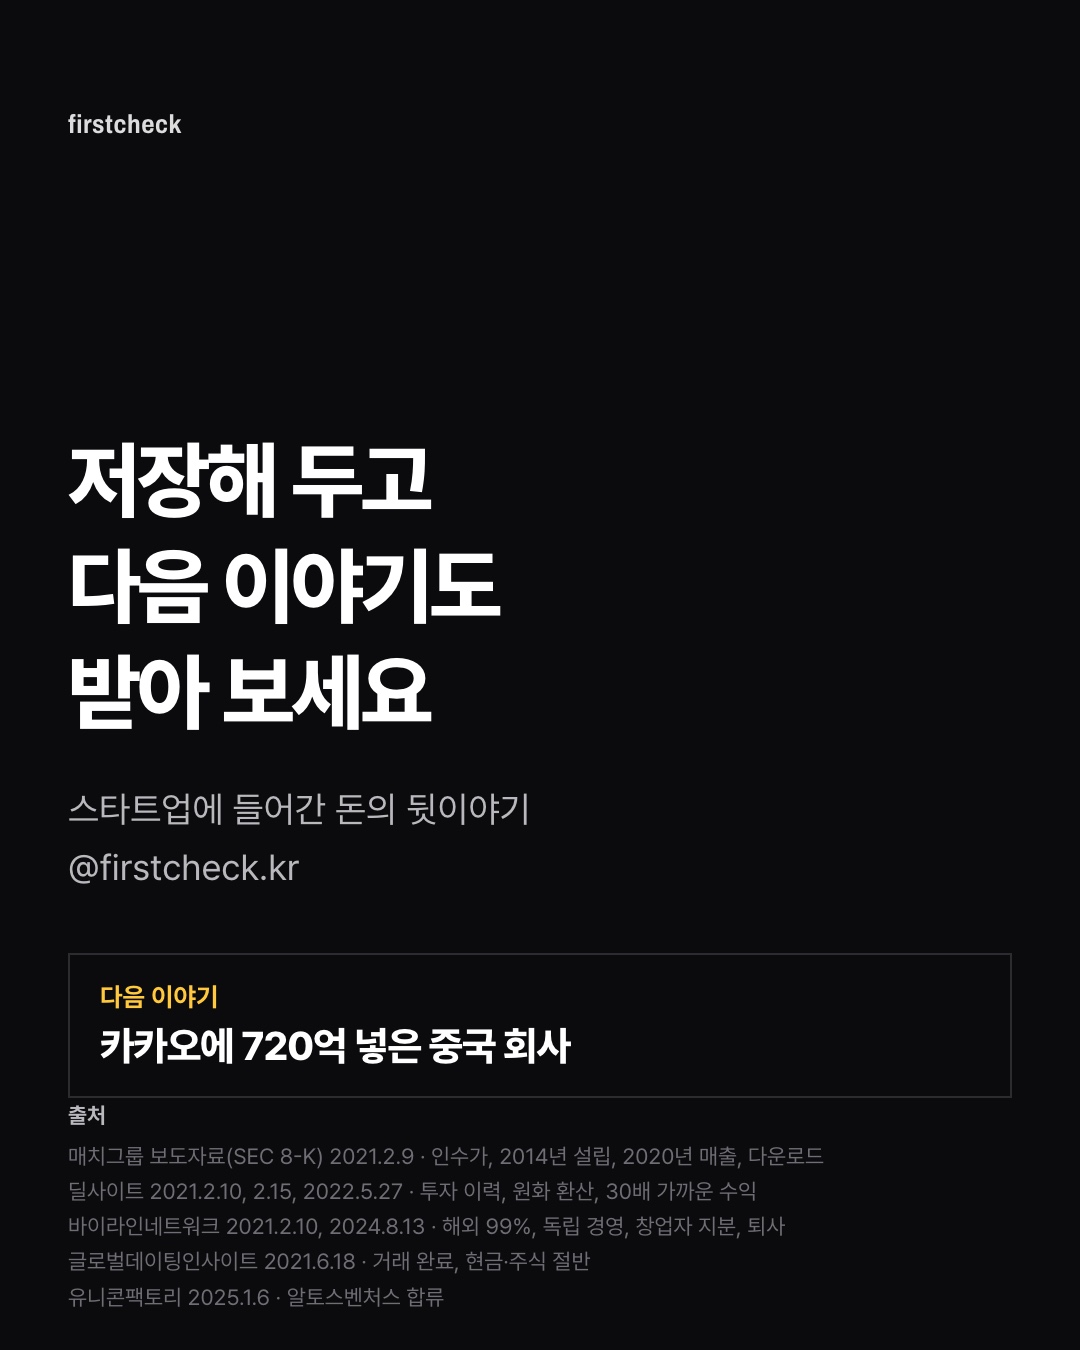 firstcheck
저장해 두고
다음 이야기도
받아 보세요
스타트업에 들어간 돈의 뒷이야기
@firstcheck.kr
다음 이야기
카카오에 720억 넣은 중국 회사
출처
매치그룹 보도자료(SEC 8-K) 2021.2.9 · 인수가, 2014년 설립, 2020년 매출, 다운로드
딜사이트 2021.2.10, 2.15, 2022.5.27 · 투자 이력, 원화 환산, 30배 가까운 수익
바이라인네트워크 2021.2.10, 2024.8.13 · 해외 99%, 독립 경영, 창업자 지분, 퇴사
글로벌데이팅인사이트 2021.6.18 · 거래 완료, 현금·주식 절반
유니콘팩토리 2025.1.6 · 알토스벤처스 합류